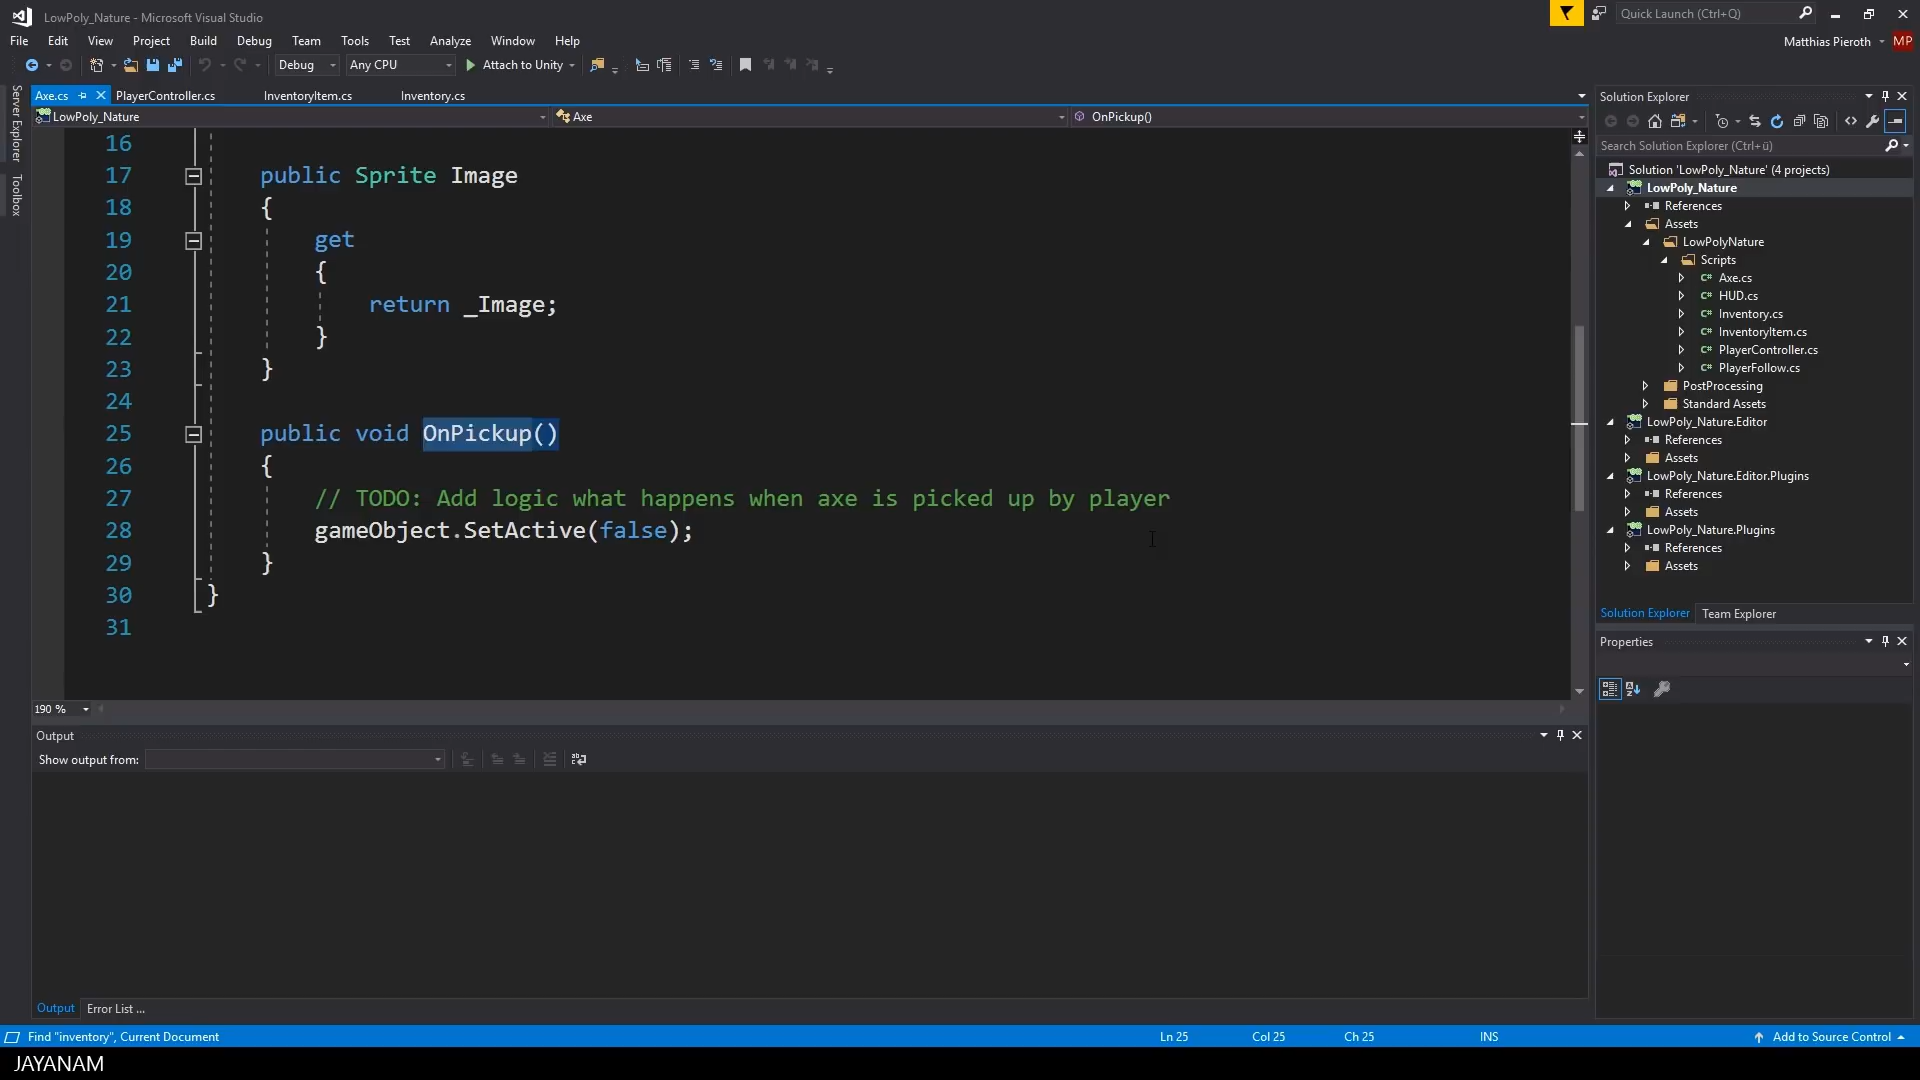 LowPoly_Nature - Microsoft Visual Studio
Quick Launch (Ctrl+Q)
File Edit View Project Build Debug Team Tools Test Analyze Window Help
Matthias Pieroth MP
Debug Any CPU Attach to Unity
Server Explorer
Toolbox
Axe.cs PlayerController.cs InventoryItem.cs Inventory.cs
LowPoly_Nature Axe OnPickup()
16
17 public Sprite Image
18 {
19 get
20 {
21 return _Image;
22 }
23 }
24
25 public void OnPickup()
26 {
27 // TODO: Add logic what happens when axe is picked up by player
28 gameObject.SetActive(false);
29 }
30 }
31
190 %
Output
Show output from:
Output Error List ...
Solution Explorer
Search Solution Explorer (Ctrl+ü)
Solution 'LowPoly_Nature' (4 projects)
LowPoly_Nature
References
Assets
LowPolyNature
Scripts
C# Axe.cs
C# HUD.cs
C# Inventory.cs
C# InventoryItem.cs
C# PlayerController.cs
C# PlayerFollow.cs
PostProcessing
Standard Assets
LowPoly_Nature.Editor
References
Assets
LowPoly_Nature.Editor.Plugins
References
Assets
LowPoly_Nature.Plugins
References
Assets
Solution Explorer Team Explorer
Properties
Find "inventory", Current Document Ln 25 Col 25 Ch 25 INS Add to Source Control
JAYANAM